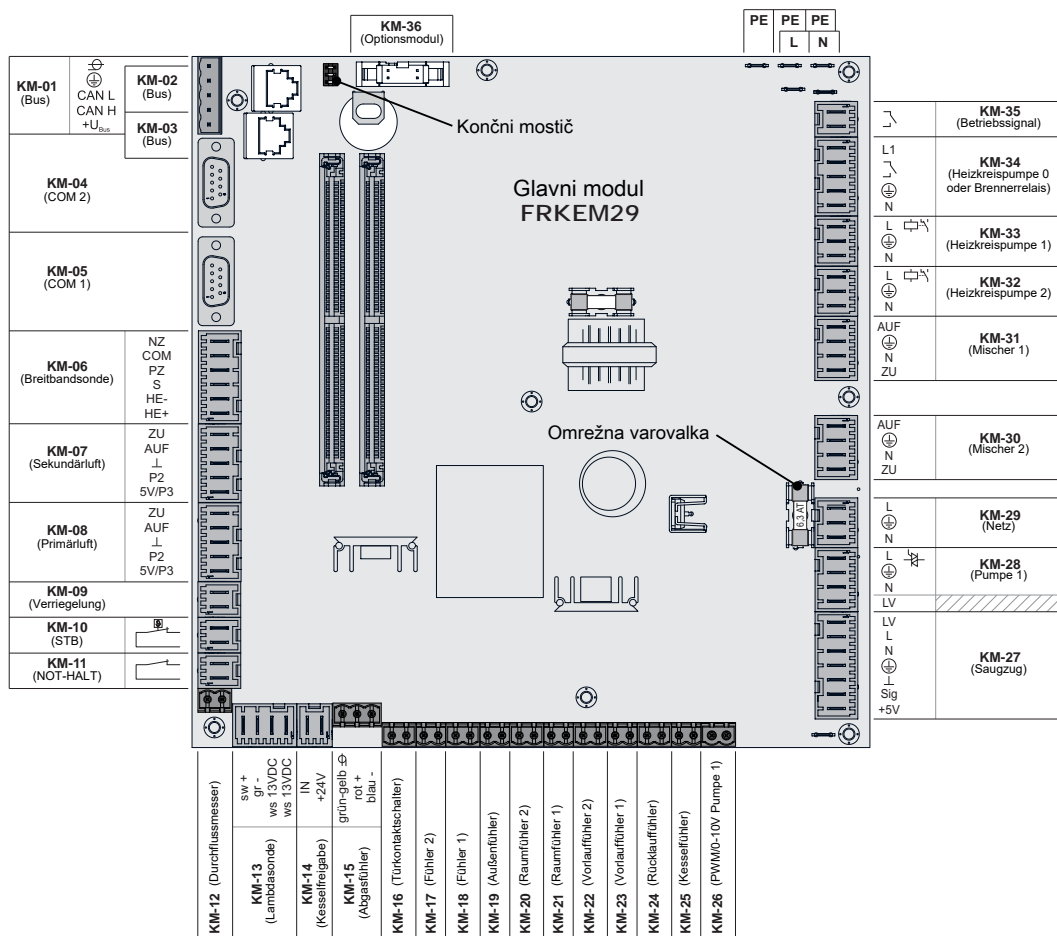 KM-36
(Optionsmodul)
PE PE PE
L N
KM-01
(Bus)
CAN L
CAN H
+UBus
KM-02
(Bus)
KM-03
(Bus)
KM-04
(COM 2)
KM-05
(COM 1)
KM-06
(Breitbandsonde)
NZ
COM
PZ
S
HE-
HE+
KM-07
(Sekundärluft)
ZU
AUF
P2
5V/P3
KM-08
(Primärluft)
ZU
AUF
P2
5V/P3
KM-09
(Verriegelung)
KM-10
(STB)
KM-11
(NOT-HALT)
Končni mostič
Glavni modul
FRKEM29
Omrežna varovalka
6,3 AT
KM-35
(Betriebssignal)
L1
N
KM-34
(Heizkreispumpe 0
oder Brennerrelais)
L
N
KM-33
(Heizkreispumpe 1)
L
N
KM-32
(Heizkreispumpe 2)
AUF
N
ZU
KM-31
(Mischer 1)
AUF
N
ZU
KM-30
(Mischer 2)
L
N
KM-29
(Netz)
L
N
LV
KM-28
(Pumpe 1)
LV
L
N
Sig
+5V
KM-27
(Saugzug)
KM-12 (Durchflussmesser)
sw +
gr -
ws 13VDC
ws 13VDC
KM-13
(Lambdasonde)
IN
+24V
KM-14
(Kesselfreigabe)
grün-gelb
rot +
blau -
KM-15
(Abgasfühler)
KM-16 (Türkontaktschalter)
KM-17 (Fühler 2)
KM-18 (Fühler 1)
KM-19 (Außenfühler)
KM-20 (Raumfühler 2)
KM-21 (Raumfühler 1)
KM-22 (Vorlauffühler 2)
KM-23 (Vorlauffühler 1)
KM-24 (Rücklauffühler)
KM-25 (Kesselfühler)
KM-26 (PWM/0-10V Pumpe 1)